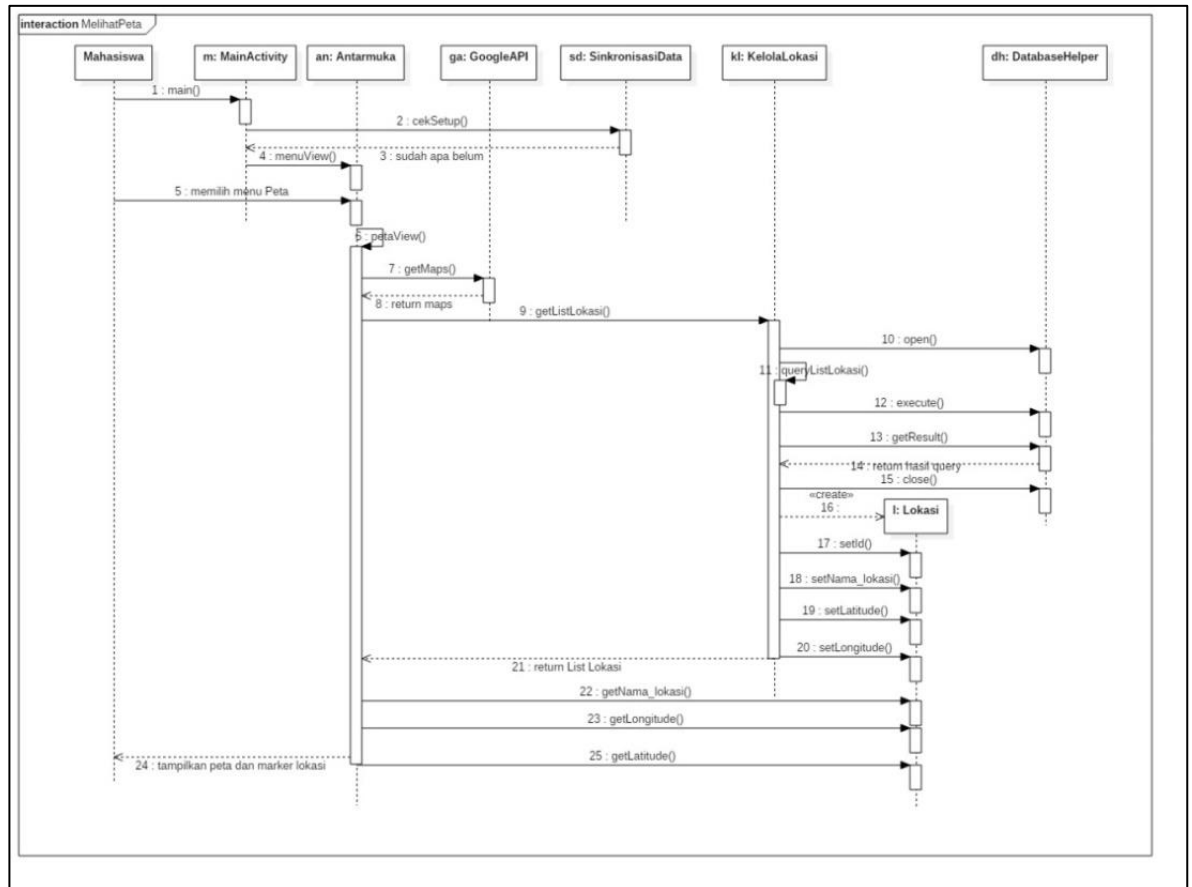 interaction MelihatPeta
Mahasiswa
m: MainActivity
an: Antarmuka
ga: GoogleAPI
sd: SinkronisasiData
kl: KelolaLokasi
dh: DatabaseHelper
1 : main()
2 : cekSetup()
3 : sudah apa belum
4 : menuView()
5 : memilih menu Peta
6 : petaView()
7 : getMaps()
8 : return maps
9 : getListLokasi()
10 : open()
11 : queryListLokasi()
12 : execute()
13 : getResult()
14 : return hasil query
15 : close()
«create»
16 :
l: Lokasi
17 : setId()
18 : setNama_lokasi()
19 : setLatitude()
20 : setLongitude()
21 : return List Lokasi
22 : getNama_lokasi()
23 : getLongitude()
24 : tampilkan peta dan marker lokasi
25 : getLatitude()